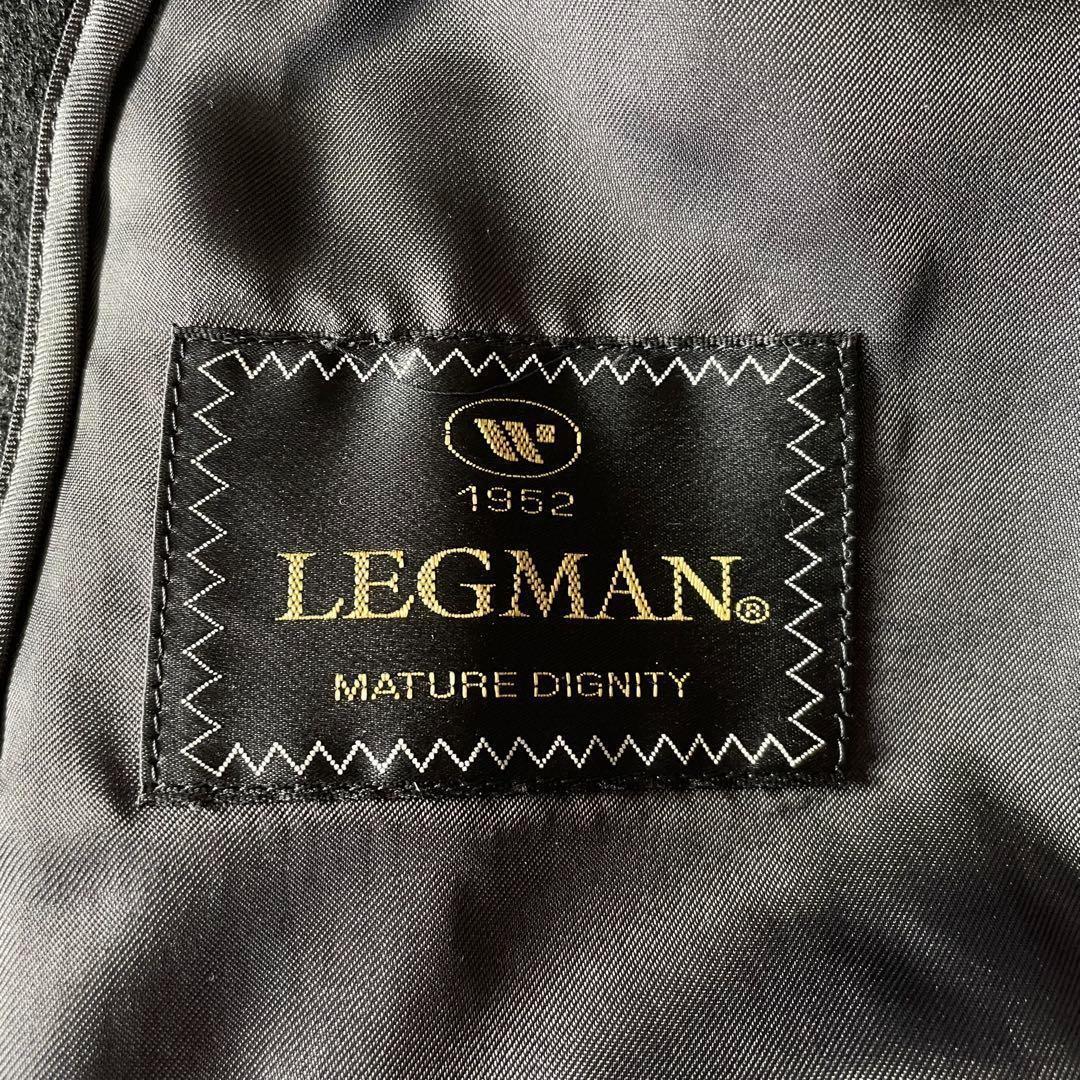 W
1952
LEGMAN®
MATURE DIGNITY